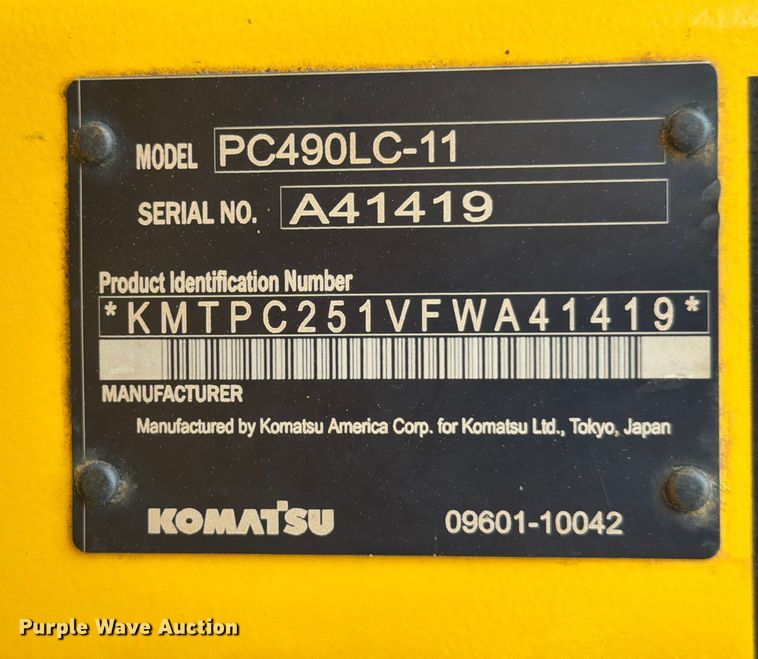 MODEL PC490LC-11
SERIAL NO. A41419
Product Identification Number
*KMTPC251VFWA41419*
MANUFACTURER
Manufactured by Komatsu America Corp. for Komatsu Ltd., Tokyo, Japan
KOMATSU 09601-10042
Purple Wave Auction